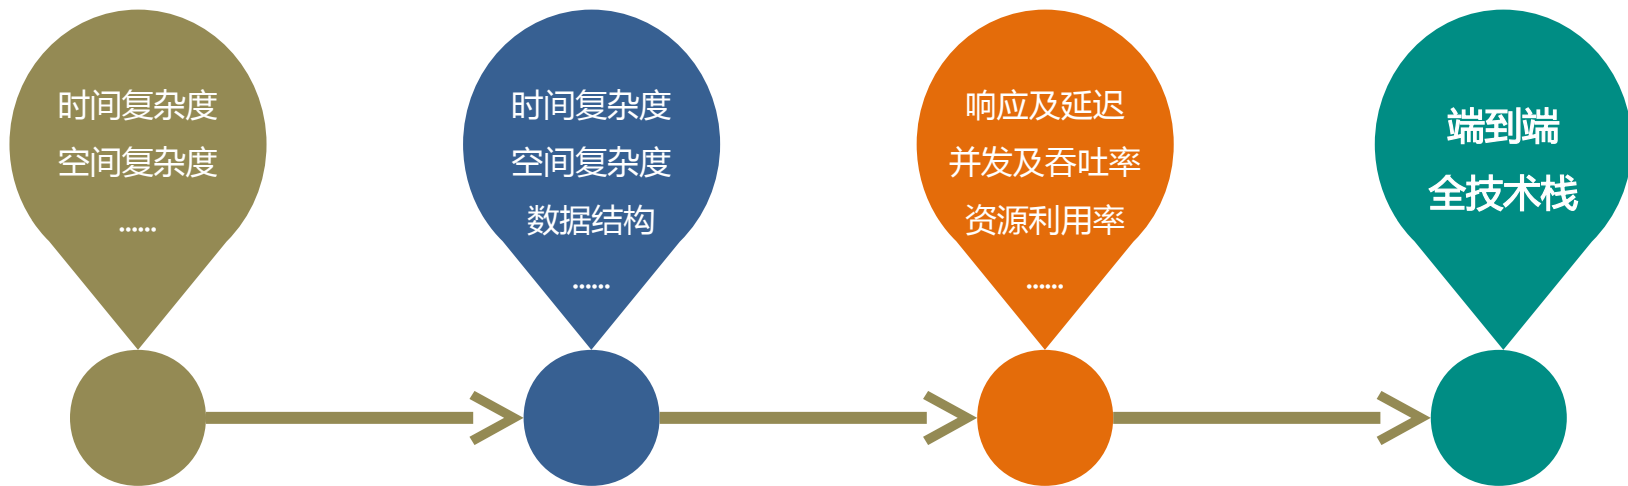 时间复杂度
空间复杂度
......
时间复杂度
空间复杂度
数据结构
......
响应及延迟
并发及吞吐率
资源利用率
......
端到端
全技术栈